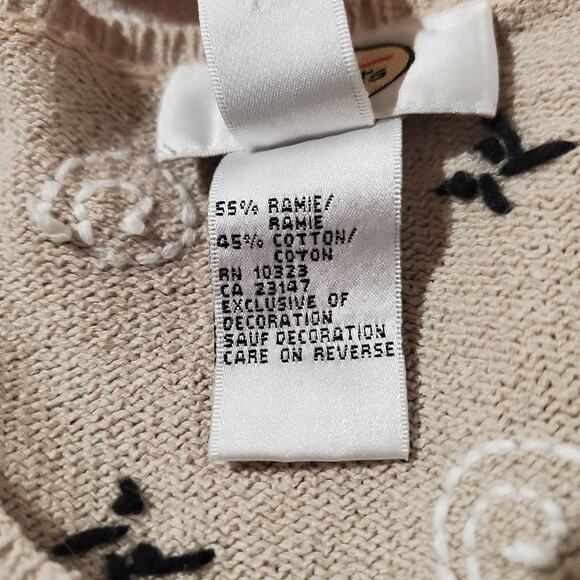 55% RAMIE/
RAMIE
45% COTTON/
COTON
RN 10323
CA 23147
EXCLUSIVE OF
DECORATION
SAUF DECORATION
CARE ON REVERSE